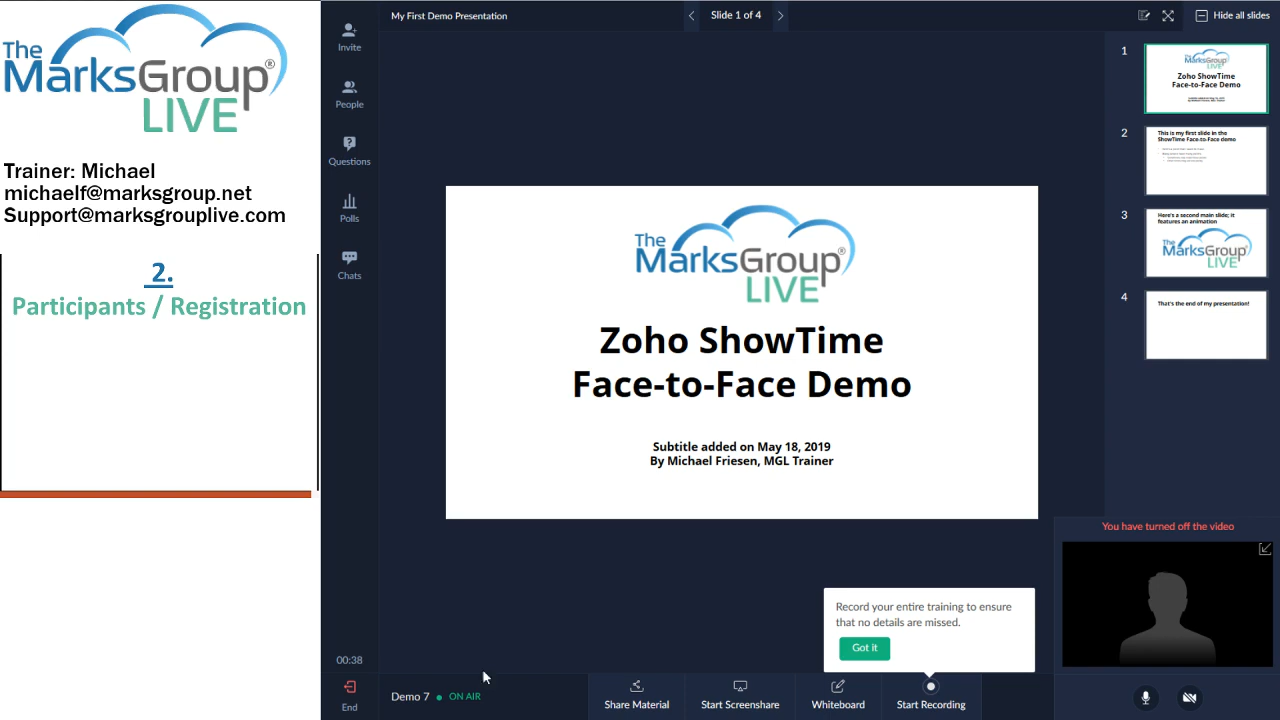 The
MarksGroup®
LIVE
Trainer: Michael
michaelf@marksgroup.net
Support@marksgrouplive.com
2.
Participants / Registration
Invite
People
Questions
Polls
Chats
00:38
End
My First Demo Presentation
Slide 1 of 4
Hide all slides
The
MarksGroup®
LIVE
Zoho ShowTime
Face-to-Face Demo
Subtitle added on May 18, 2019
By Michael Friesen, MGL Trainer
1
The
MarksGroup
LIVE
Zoho ShowTime
Face-to-Face Demo
2
This is my first slide in the
ShowTime Face-to-Face demo
3
Here's a second main slide; it
features an animation
The
MarksGroup®
LIVE
4
That's the end of my presentation!
You have turned off the video
Record your entire training to ensure
that no details are missed.
Got it
Demo 7
ON AIR
Share Material
Start Screenshare
Whiteboard
Start Recording